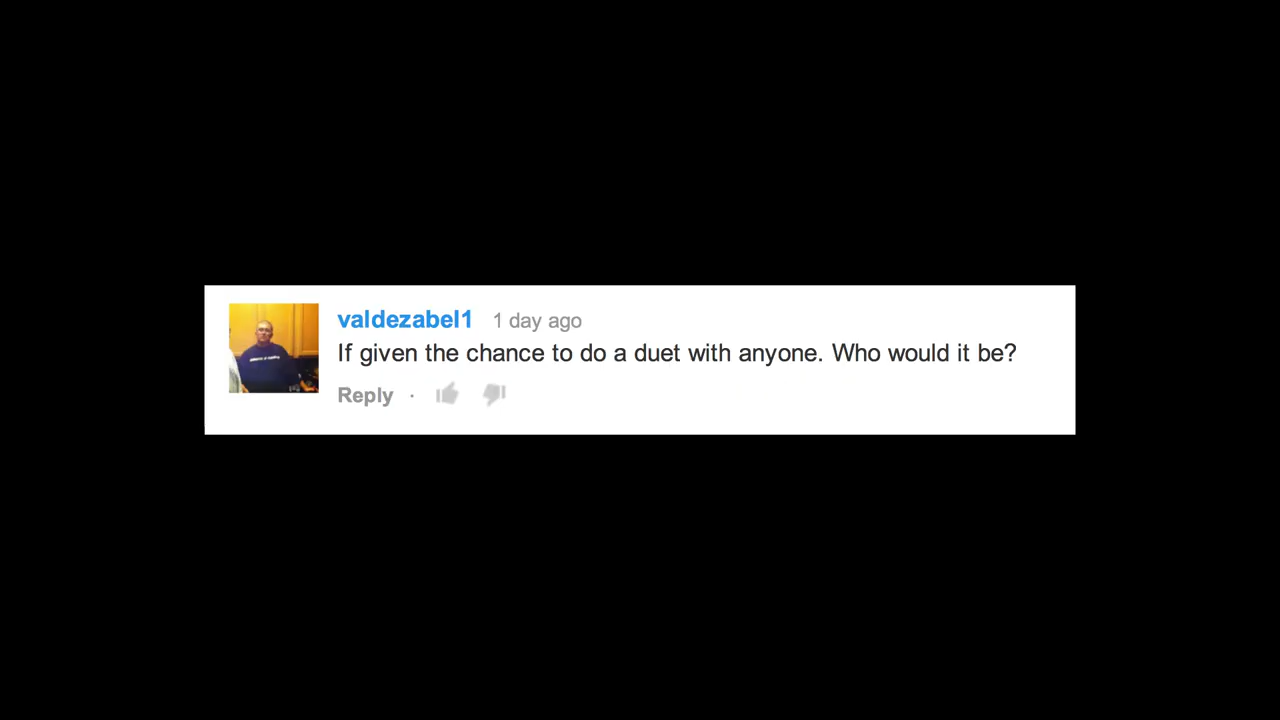 valdezabel1 1 day ago
If given the chance to do a duet with anyone. Who would it be?
Reply ·